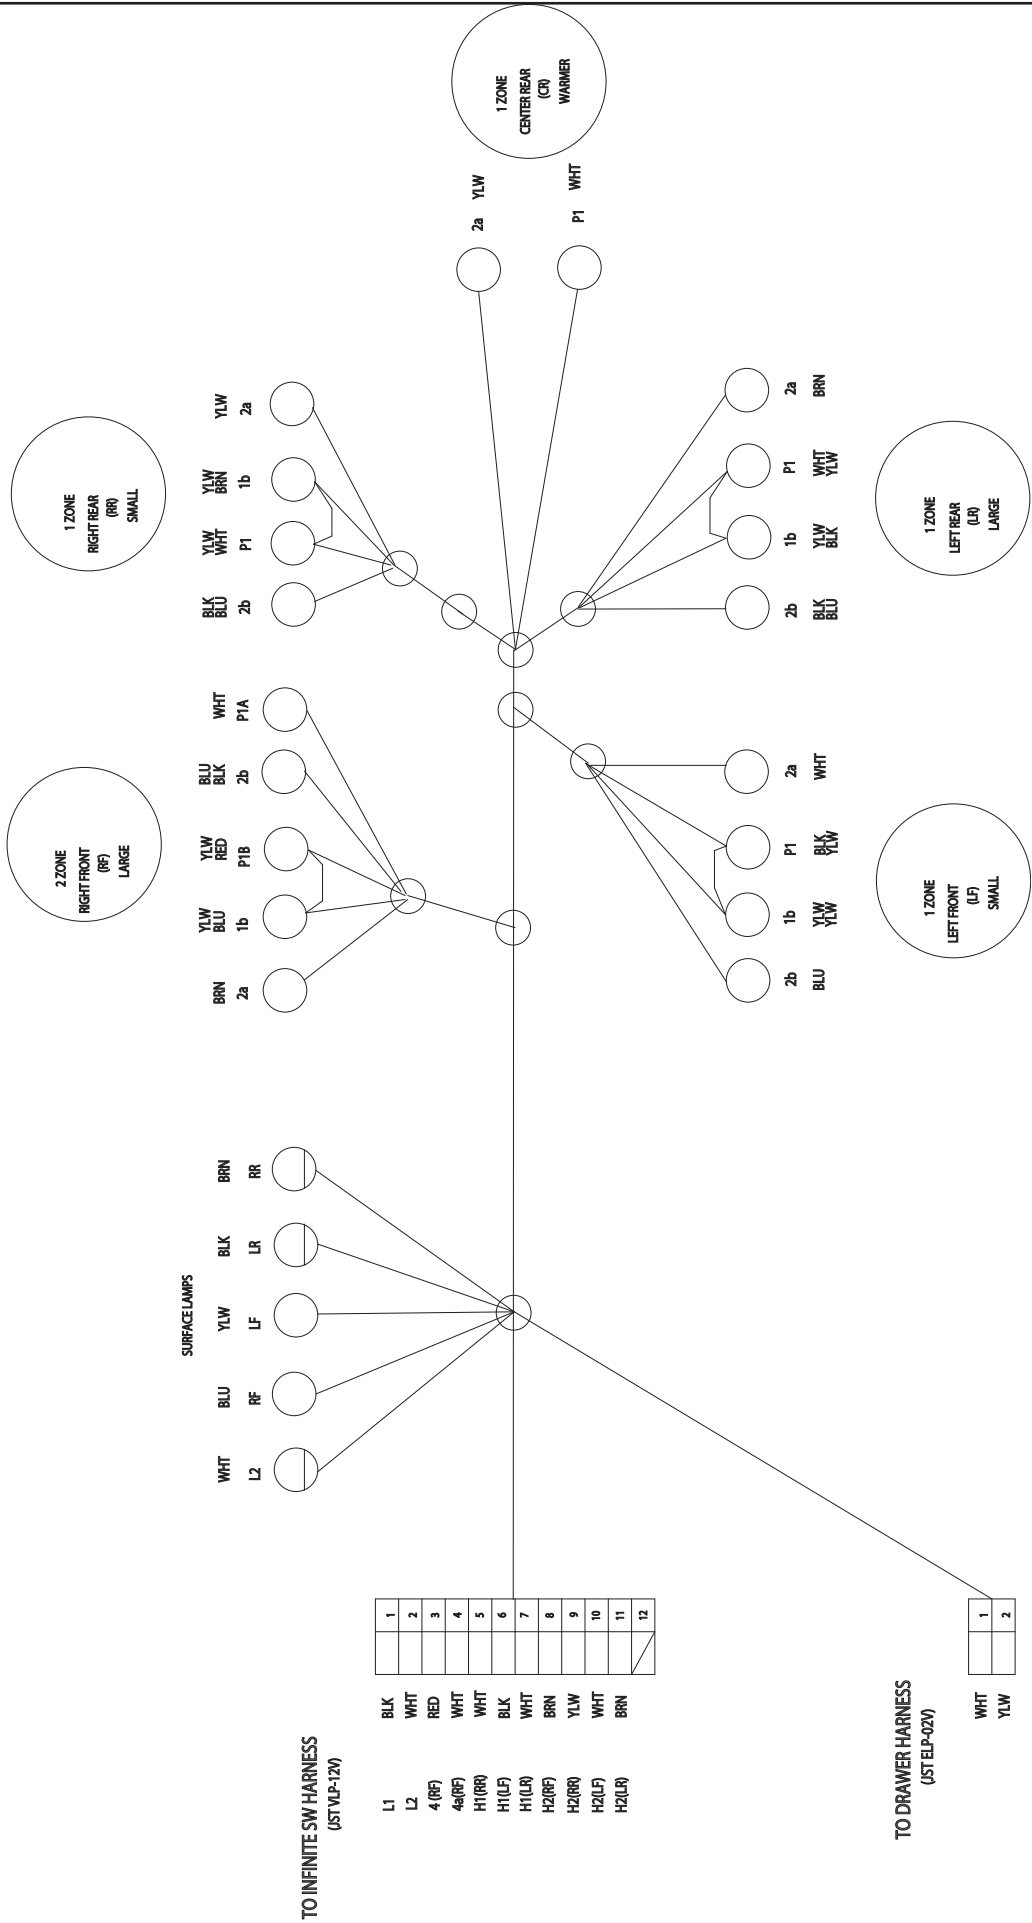 1 ZONE
CENTER REAR
(CR)
WARMER
2a YLW
P1 WHT
1 ZONE
RIGHT REAR
(RR)
SMALL
YLW
2a
YLW
BRN
1b
YLW
WHT
P1
BLK
BLU
2b
2a
BRN
P1
WHT
YLW
1b
YLW
BLK
2b
BLK
BLU
1 ZONE
LEFT REAR
(LR)
LARGE
2 ZONE
RIGHT FRONT
(RF)
LARGE
WHT
P1A
BLU
BLK
2b
YLW
RED
P1B
YLW
BLU
1b
BRN
2a
2a
WHT
P1
BLK
YLW
1b
YLW
YLW
2b
BLU
1 ZONE
LEFT FRONT
(LF)
SMALL
SURFACE LAMPS
BRN
RR
BLK
LR
YLW
LF
BLU
RF
WHT
L2
TO INFINITE SW HARNESS
(JST VLP-12V)
L1 BLK 1
L2 WHT 2
4 (RF) RED 3
4a(RF) WHT 4
H1(RR) WHT 5
H1(LF) BLK 6
H1(LR) WHT 7
H2(RF) BRN 8
H2(RR) YLW 9
H2(LF) WHT 10
H2(LR) BRN 11
12
TO DRAWER HARNESS
(JST ELP-02V)
WHT 1
YLW 2